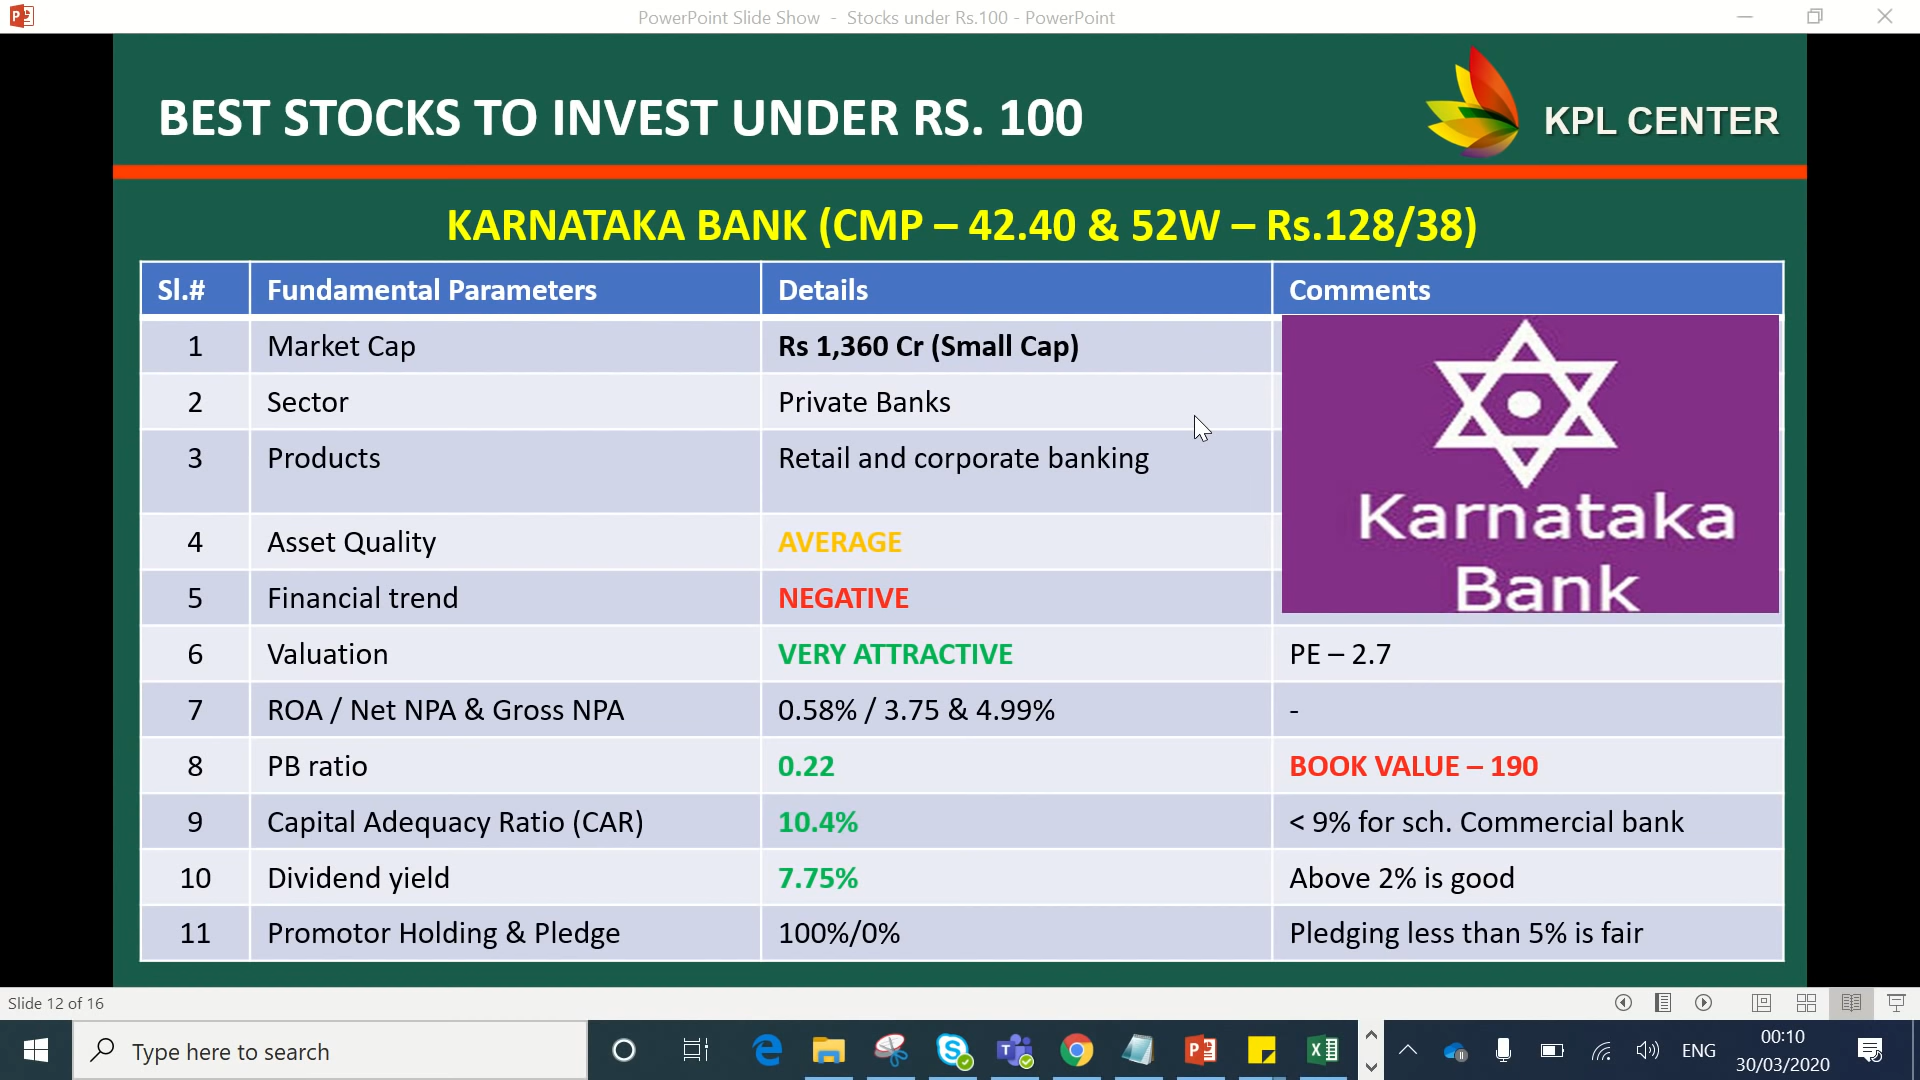 PowerPoint Slide Show - Stocks under Rs.100 - PowerPoint
BEST STOCKS TO INVEST UNDER RS. 100
KPL CENTER
KARNATAKA BANK (CMP – 42.40 & 52W – Rs.128/38)
Sl.# Fundamental Parameters Details Comments
1 Market Cap Rs 1,360 Cr (Small Cap)
2 Sector Private Banks
3 Products Retail and corporate banking
Karnataka
Bank
4 Asset Quality AVERAGE
5 Financial trend NEGATIVE
6 Valuation VERY ATTRACTIVE PE – 2.7
7 ROA / Net NPA & Gross NPA 0.58% / 3.75 & 4.99% -
8 PB ratio 0.22 BOOK VALUE – 190
9 Capital Adequacy Ratio (CAR) 10.4% < 9% for sch. Commercial bank
10 Dividend yield 7.75% Above 2% is good
11 Promotor Holding & Pledge 100%/0% Pledging less than 5% is fair
Slide 12 of 16
Type here to search
ENG
00:10
30/03/2020